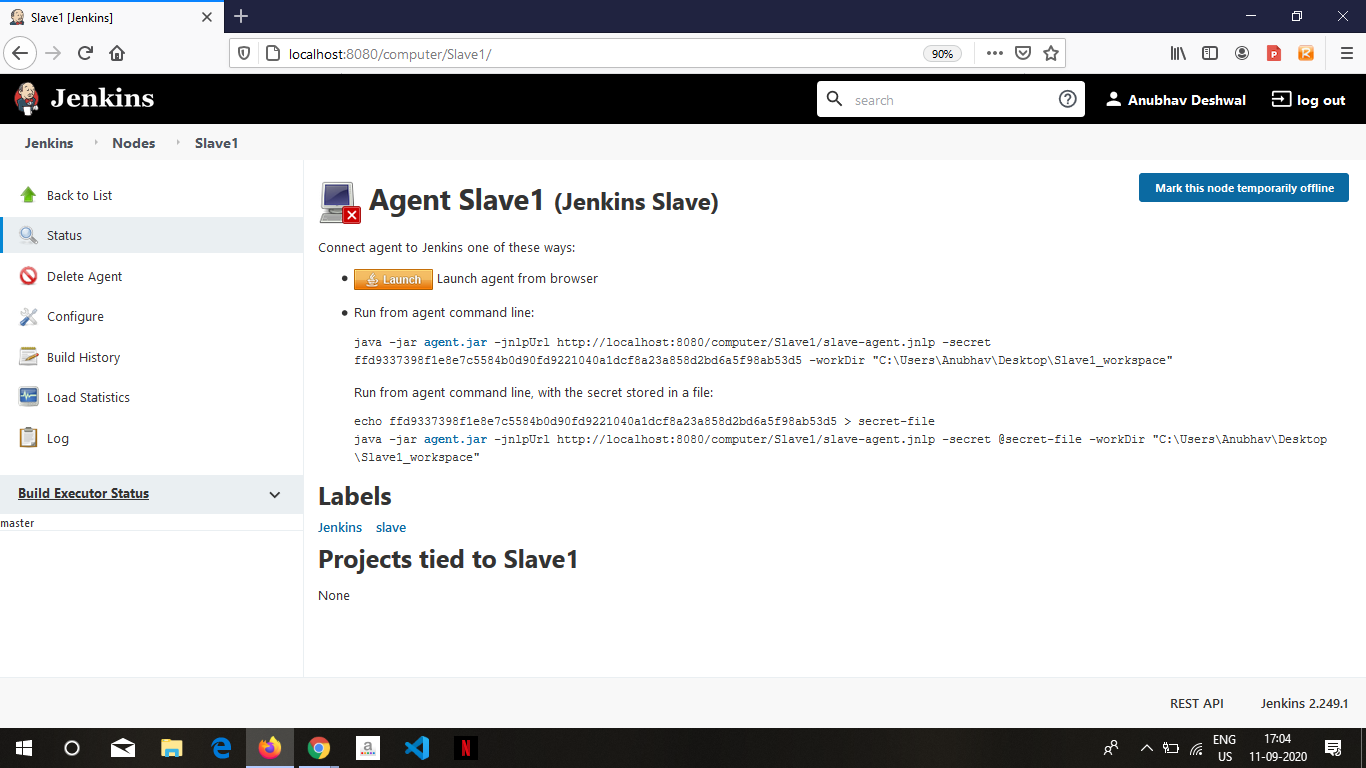 Slave1 [Jenkins]
localhost:8080/computer/Slave1/
90%
Jenkins
search
Anubhav Deshwal
log out
Jenkins
Nodes
Slave1
Back to List
Status
Delete Agent
Configure
Build History
Load Statistics
Log
Build Executor Status
master
Agent Slave1 (Jenkins Slave)
Mark this node temporarily offline
Connect agent to Jenkins one of these ways:
Launch Launch agent from browser
Run from agent command line:
java -jar agent.jar -jnlpUrl http://localhost:8080/computer/Slave1/slave-agent.jnlp -secret
ffd9337398f1e8e7c5584b0d90fd9221040a1dcf8a23a858d2bd6a5f98ab53d5 -workDir "C:\Users\Anubhav\Desktop\Slave1_workspace"
Run from agent command line, with the secret stored in a file:
echo ffd9337398f1e8e7c5584b0d90fd9221040a1dcf8a23a858d2bd6a5f98ab53d5 > secret-file
java -jar agent.jar -jnlpUrl http://localhost:8080/computer/Slave1/slave-agent.jnlp -secret @secret-file -workDir "C:\Users\Anubhav\Desktop
\Slave1_workspace"
Labels
Jenkins slave
Projects tied to Slave1
None
REST API
Jenkins 2.249.1
ENG
US
17:04
11-09-2020